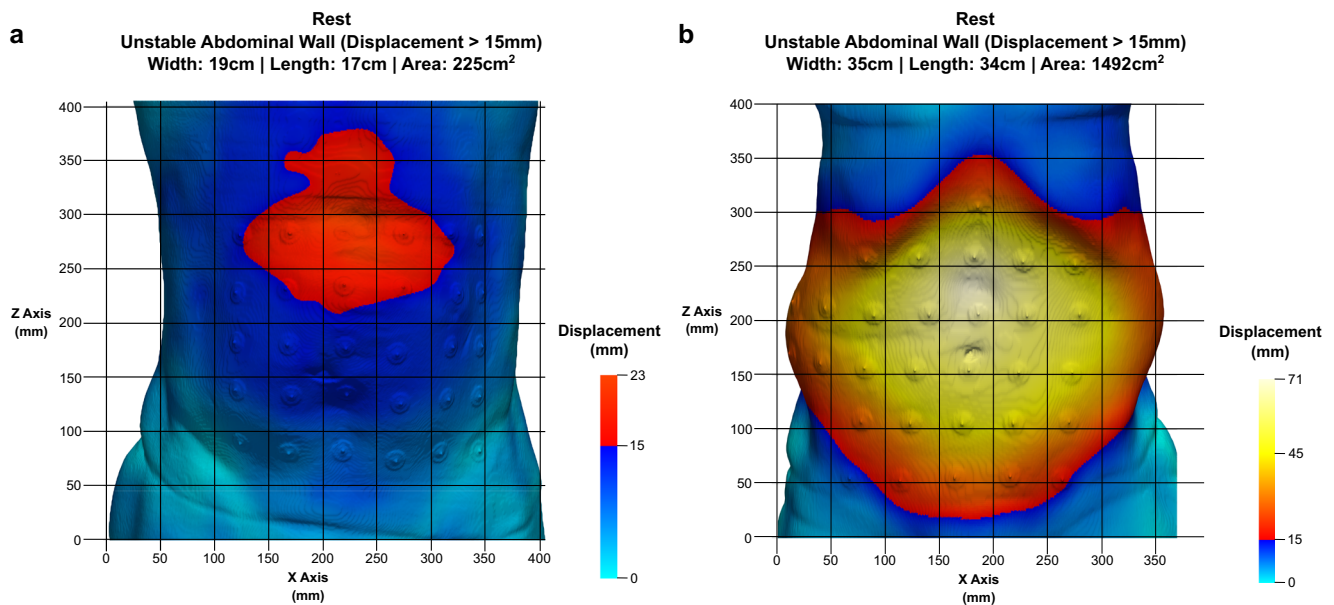 a
Rest
Unstable Abdominal Wall (Displacement > 15mm)
Width: 19cm | Length: 17cm | Area: 225cm²
400
350
300
250
200
150
100
50
0
Z Axis
(mm)
0 50 100 150 200 250 300 350 400
X Axis
(mm)
Displacement
(mm)
23
15
0
b
Rest
Unstable Abdominal Wall (Displacement > 15mm)
Width: 35cm | Length: 34cm | Area: 1492cm²
400
350
300
250
200
150
100
50
0
Z Axis
(mm)
0 50 100 150 200 250 300 350
X Axis
(mm)
Displacement
(mm)
71
45
15
0